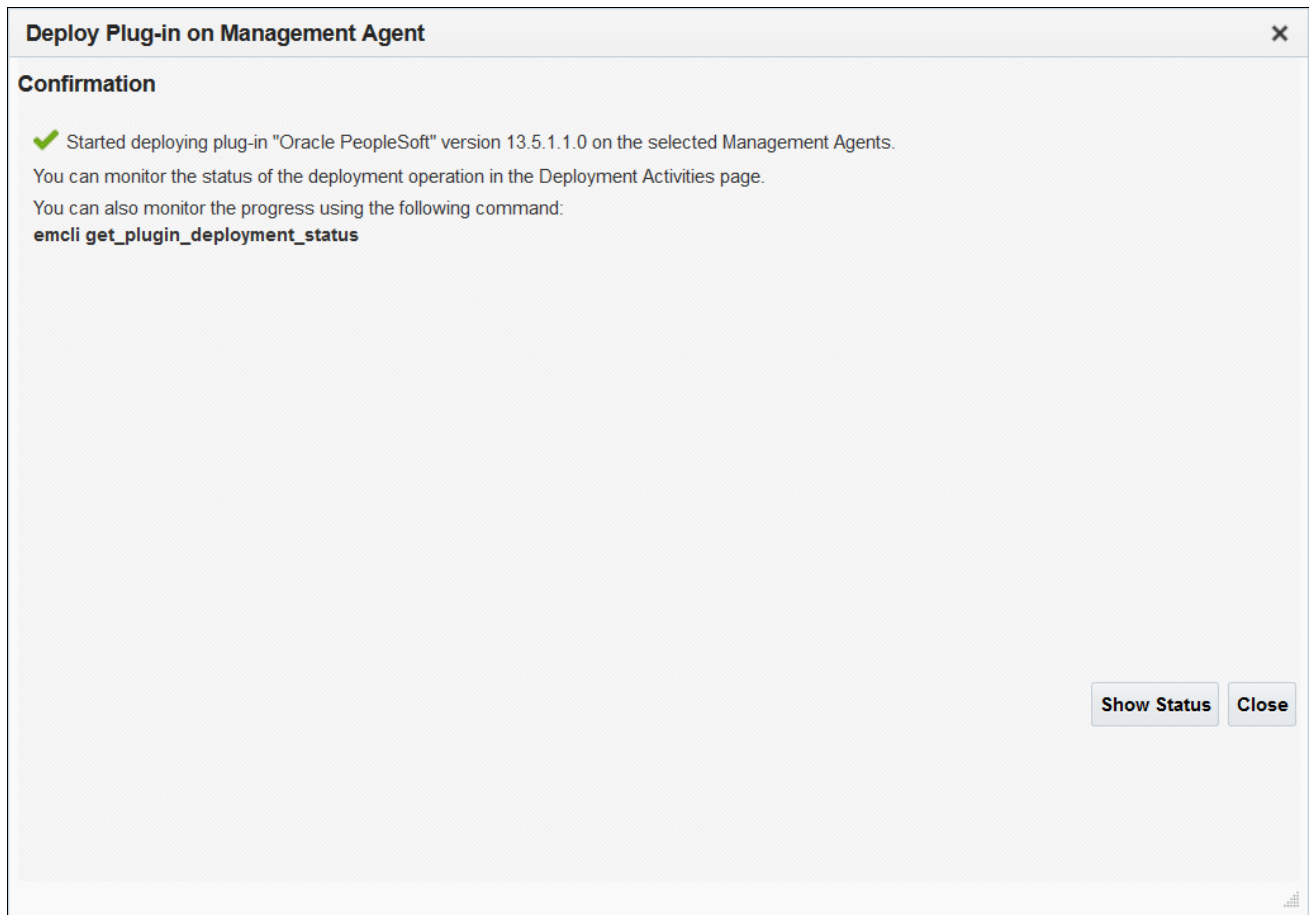 Deploy Plug-in on Management Agent
Confirmation
Started deploying plug-in "Oracle PeopleSoft" version 13.5.1.1.0 on the selected Management Agents.
You can monitor the status of the deployment operation in the Deployment Activities page.
You can also monitor the progress using the following command:
emcli get_plugin_deployment_status
Show Status Close